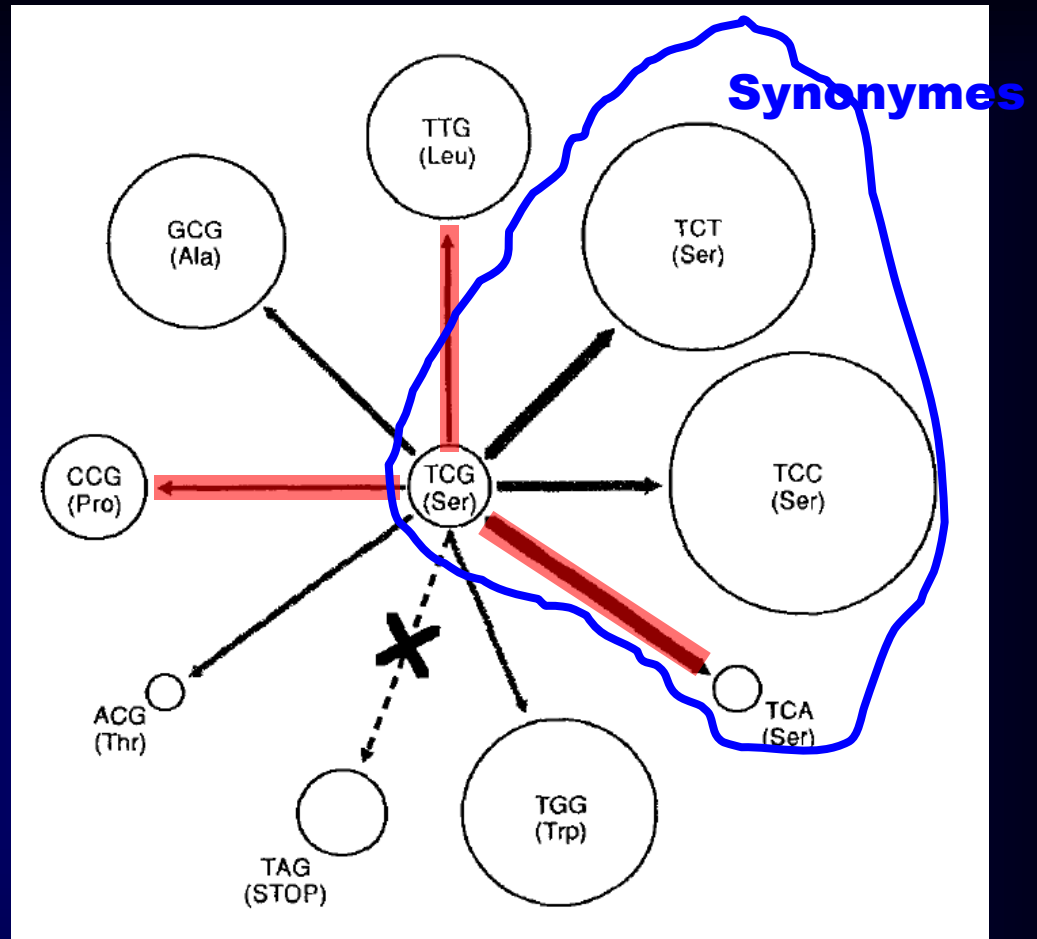 Synonymes
TTG
(Leu)
GCG
(Ala)
TCT
(Ser)
CCG
(Pro)
TCG
(Ser)
TCC
(Ser)
ACG
(Thr)
TCA
(Ser)
TAG
(STOP)
TGG
(Trp)